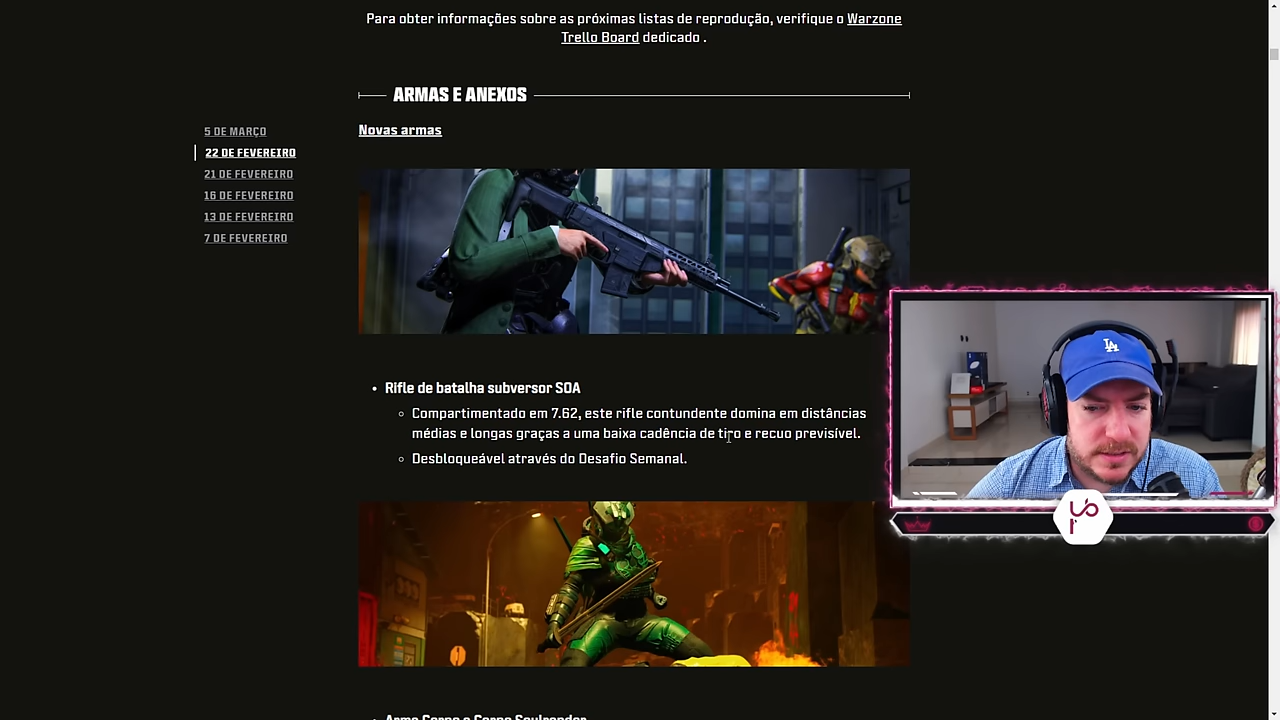 Para obter informações sobre as próximas listas de reprodução, verifique o Warzone
Trello Board dedicado .
ARMAS E ANEXOS
5 DE MARÇO
22 DE FEVEREIRO
21 DE FEVEREIRO
16 DE FEVEREIRO
13 DE FEVEREIRO
7 DE FEVEREIRO
Novas armas
• Rifle de batalha subversor SOA
Compartimentado em 7.62, este rifle contundente domina em distâncias
médias e longas graças a uma baixa cadência de tiro e recuo previsível.
Desbloqueável através do Desafio Semanal.
LA